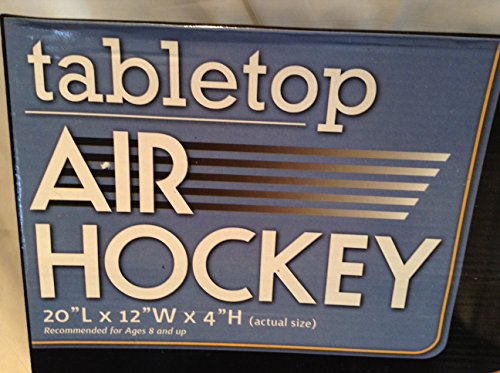 tabletop
AIR
HOCKEY
20”L x 12”W x 4”H (actual size)
Recommended for Ages 8 and up